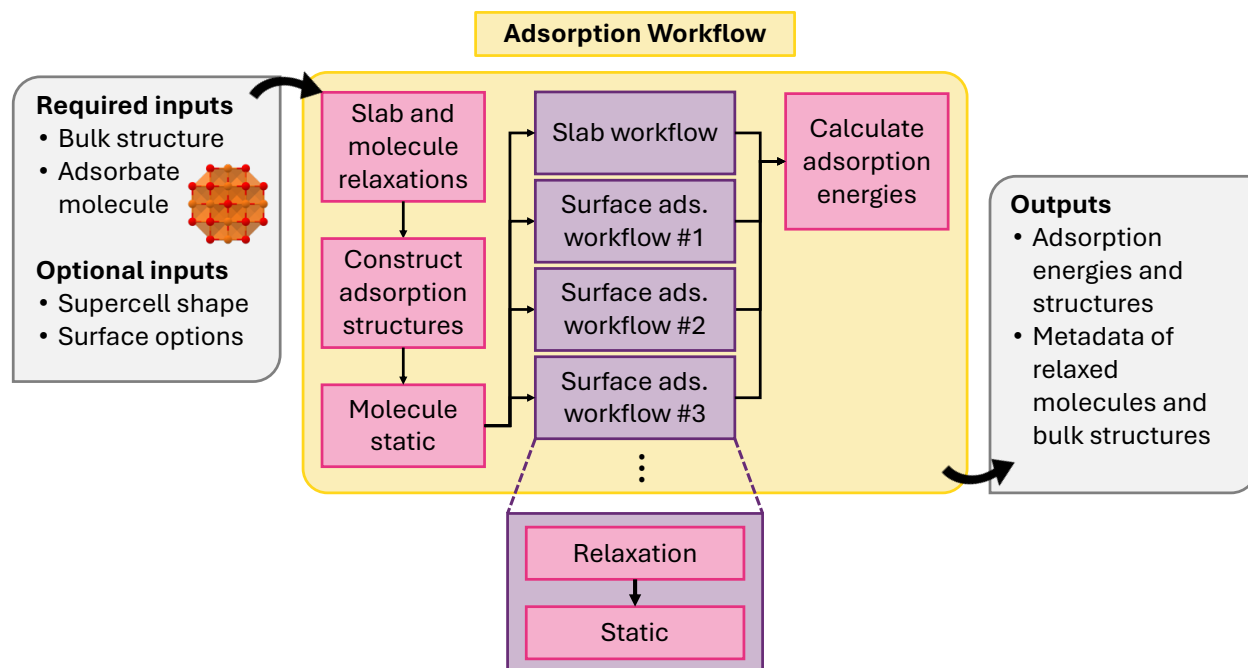 Adsorption Workflow
Required inputs
• Bulk structure
• Adsorbate
molecule
Optional inputs
• Supercell shape
• Surface options
Slab and
molecule
relaxations
Construct
adsorption
structures
Molecule
static
Slab workflow
Surface ads.
workflow #1
Surface ads.
workflow #2
Surface ads.
workflow #3
Relaxation
Static
Calculate
adsorption
energies
Outputs
• Adsorption
energies and
structures
• Metadata of
relaxed
molecules and
bulk structures